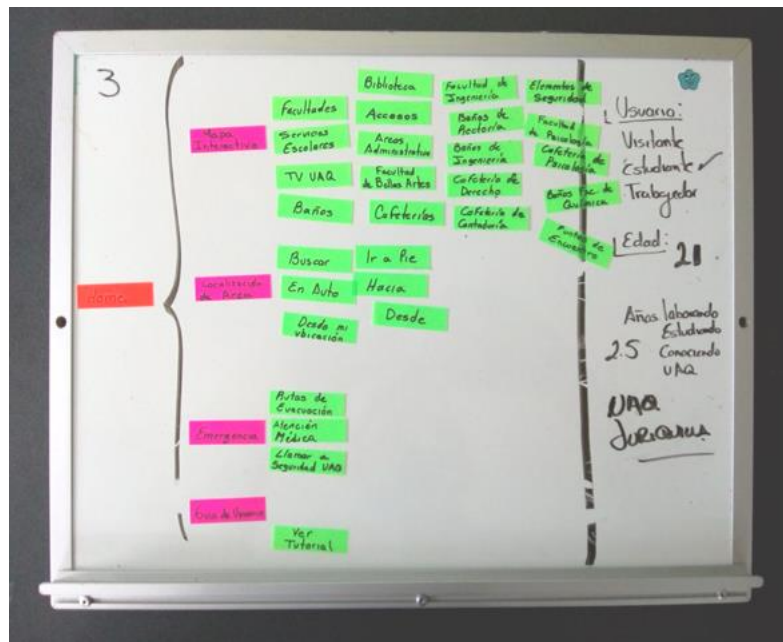 3
Home
Mapa
Interactivo
Facultades
Servicios
Escolares
TV UAQ
Baños
Biblioteca
Accesos
Areas
Administrativas
Facultad
de Bellas Artes
Cafeterías
Facultad de
Ingeniería
Baños de
Rectoría
Baños de
Ingeniería
Cafetería de
Derecho
Cafetería de
Contaduría
Elementos de
Seguridad
Facultad
de Psicología
Cafetería de
Psicología
Baños Fac. de
Química
Puntos de
Encuentro
Localización
de Areas
Buscar
En Auto
Desde mi
ubicación
Ir a Pie
Hacia
Desde
Emergencia
Rutas de
Evacuación
Atención
Médica
Llamar a
Seguridad UAQ
Guia de Usuario
Ver
Tutorial
Usuario:
Visitante
Estudiante ✓
Trabajador
Edad:
21
Años laborando
Estudiando
2.5 Conociendo
UAQ
UAQ
JURIQUILLA